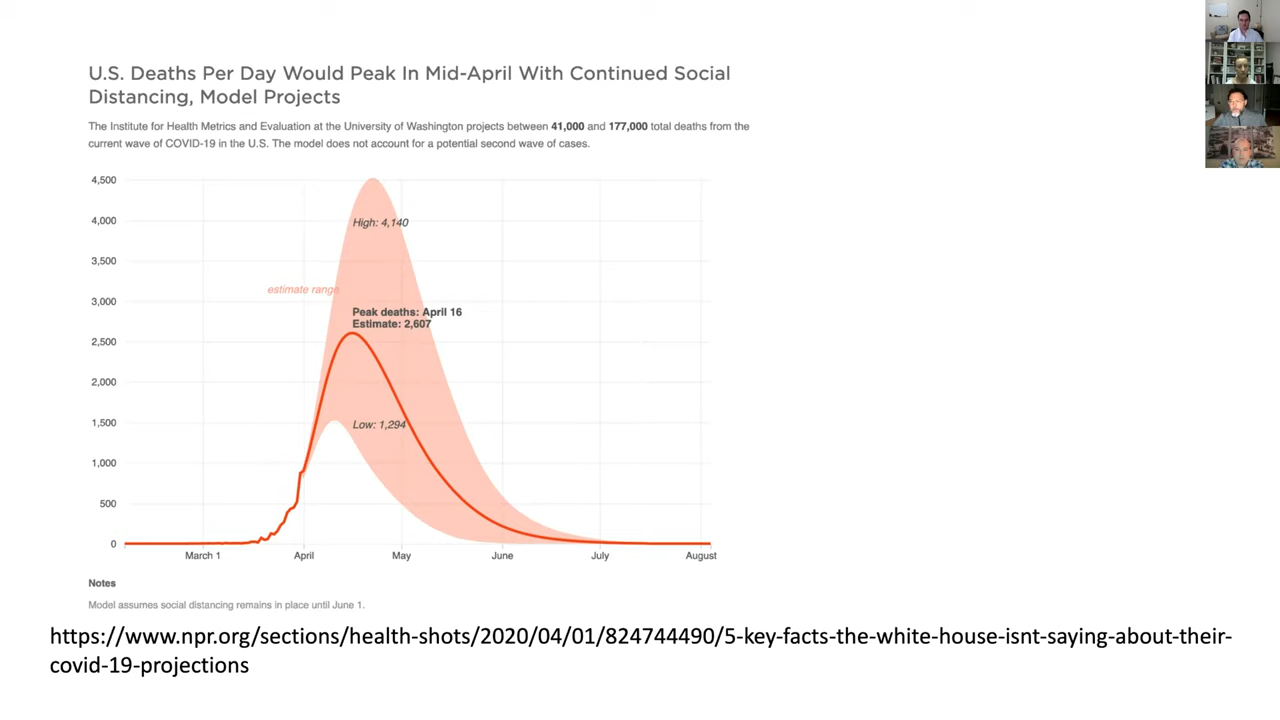 U.S. Deaths Per Day Would Peak In Mid-April With Continued Social
Distancing, Model Projects
The Institute for Health Metrics and Evaluation at the University of Washington projects between 41,000 and 177,000 total deaths from the
current wave of COVID-19 in the U.S. The model does not account for a potential second wave of cases.
4,500
4,000
High: 4,140
3,500
estimate range
3,000
Peak deaths: April 16
Estimate: 2,607
2,500
2,000
1,500
Low: 1,294
1,000
500
0
March 1 April May June July August
Notes
Model assumes social distancing remains in place until June 1.
https://www.npr.org/sections/health-shots/2020/04/01/824744490/5-key-facts-the-white-house-isnt-saying-about-their-
covid-19-projections